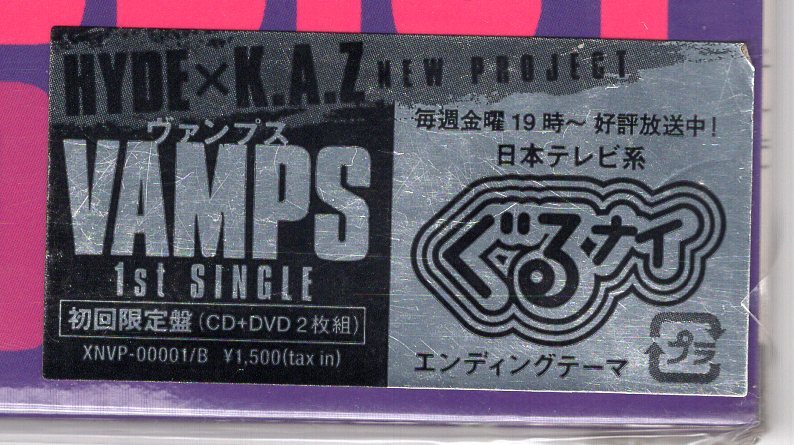 HYDE×K.A.Z NEW PROJECT
ヴァンプス
VAMPS
1st SINGLE
初回限定盤(CD+DVD 2枚組)
XNVP-00001/B ¥1,500(tax in)
毎週金曜19時〜 好評放送中!
日本テレビ系
ぐるナイ
エンディングテーマ
プラ